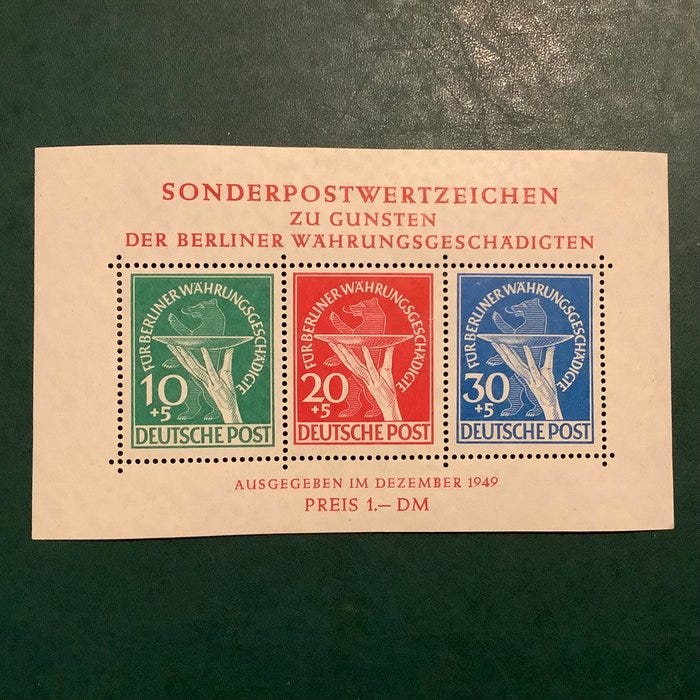 SONDERPOSTWERTZEICHEN
ZU GUNSTEN
DER BERLINER WÄHRUNGSGESCHÄDIGTEN
FÜR BERLINER WÄHRUNGSGESCHÄDIGTE
10
+5
DEUTSCHE POST
FÜR BERLINER WÄHRUNGSGESCHÄDIGTE
20
+5
DEUTSCHE POST
FÜR BERLINER WÄHRUNGSGESCHÄDIGTE
30
+5
DEUTSCHE POST
AUSGEGEBEN IM DEZEMBER 1949
PREIS 1.— DM